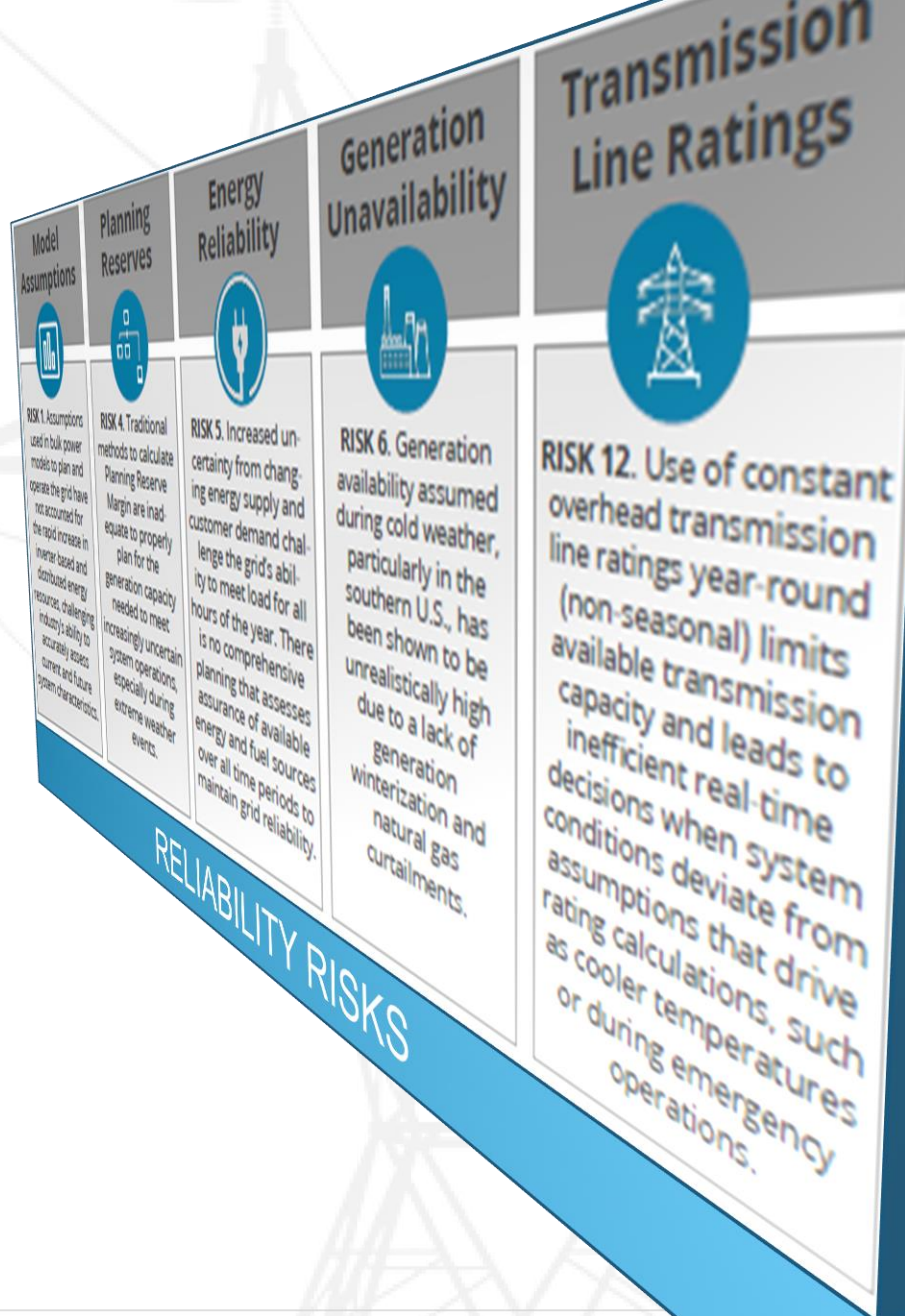 Model
Assumptions
RISK 1. Assumptions
used in bulk power
models to plan and
operate the grid have
not accounted for
the rapid increase in
inverter based and
distributed energy
resources, challenging
industry's ability to
accurately assess
current and future
system characteristics.
Planning
Reserves
RISK 4. Traditional
methods to calculate
Planning Reserve
Margin are inad-
equate to properly
plan for the
generation capacity
needed to meet
increasingly uncertain
system operations,
especially during
extreme weather
events.
Energy
Reliability
RISK 5. Increased un-
certainty from chang-
ing energy supply and
customer demand chal-
lenge the grid's abil-
ity to meet load for all
hours of the year. There
is no comprehensive
planning that assesses
assurance of available
energy and fuel sources
over all time periods to
maintain grid reliability.
Generation
Unavailability
RISK 6. Generation
availability assumed
during cold weather,
particularly in the
southern U.S., has
been shown to be
unrealistically high
due to a lack of
generation
winterization and
natural gas
curtailments.
Transmission
Line Ratings
RISK 12. Use of constant
overhead transmission
line ratings year-round
(non-seasonal) limits
available transmission
capacity and leads to
inefficient real-time
decisions when system
conditions deviate from
assumptions that drive
rating calculations, such
as cooler temperatures
or during emergency
operations.
RELIABILITY RISKS